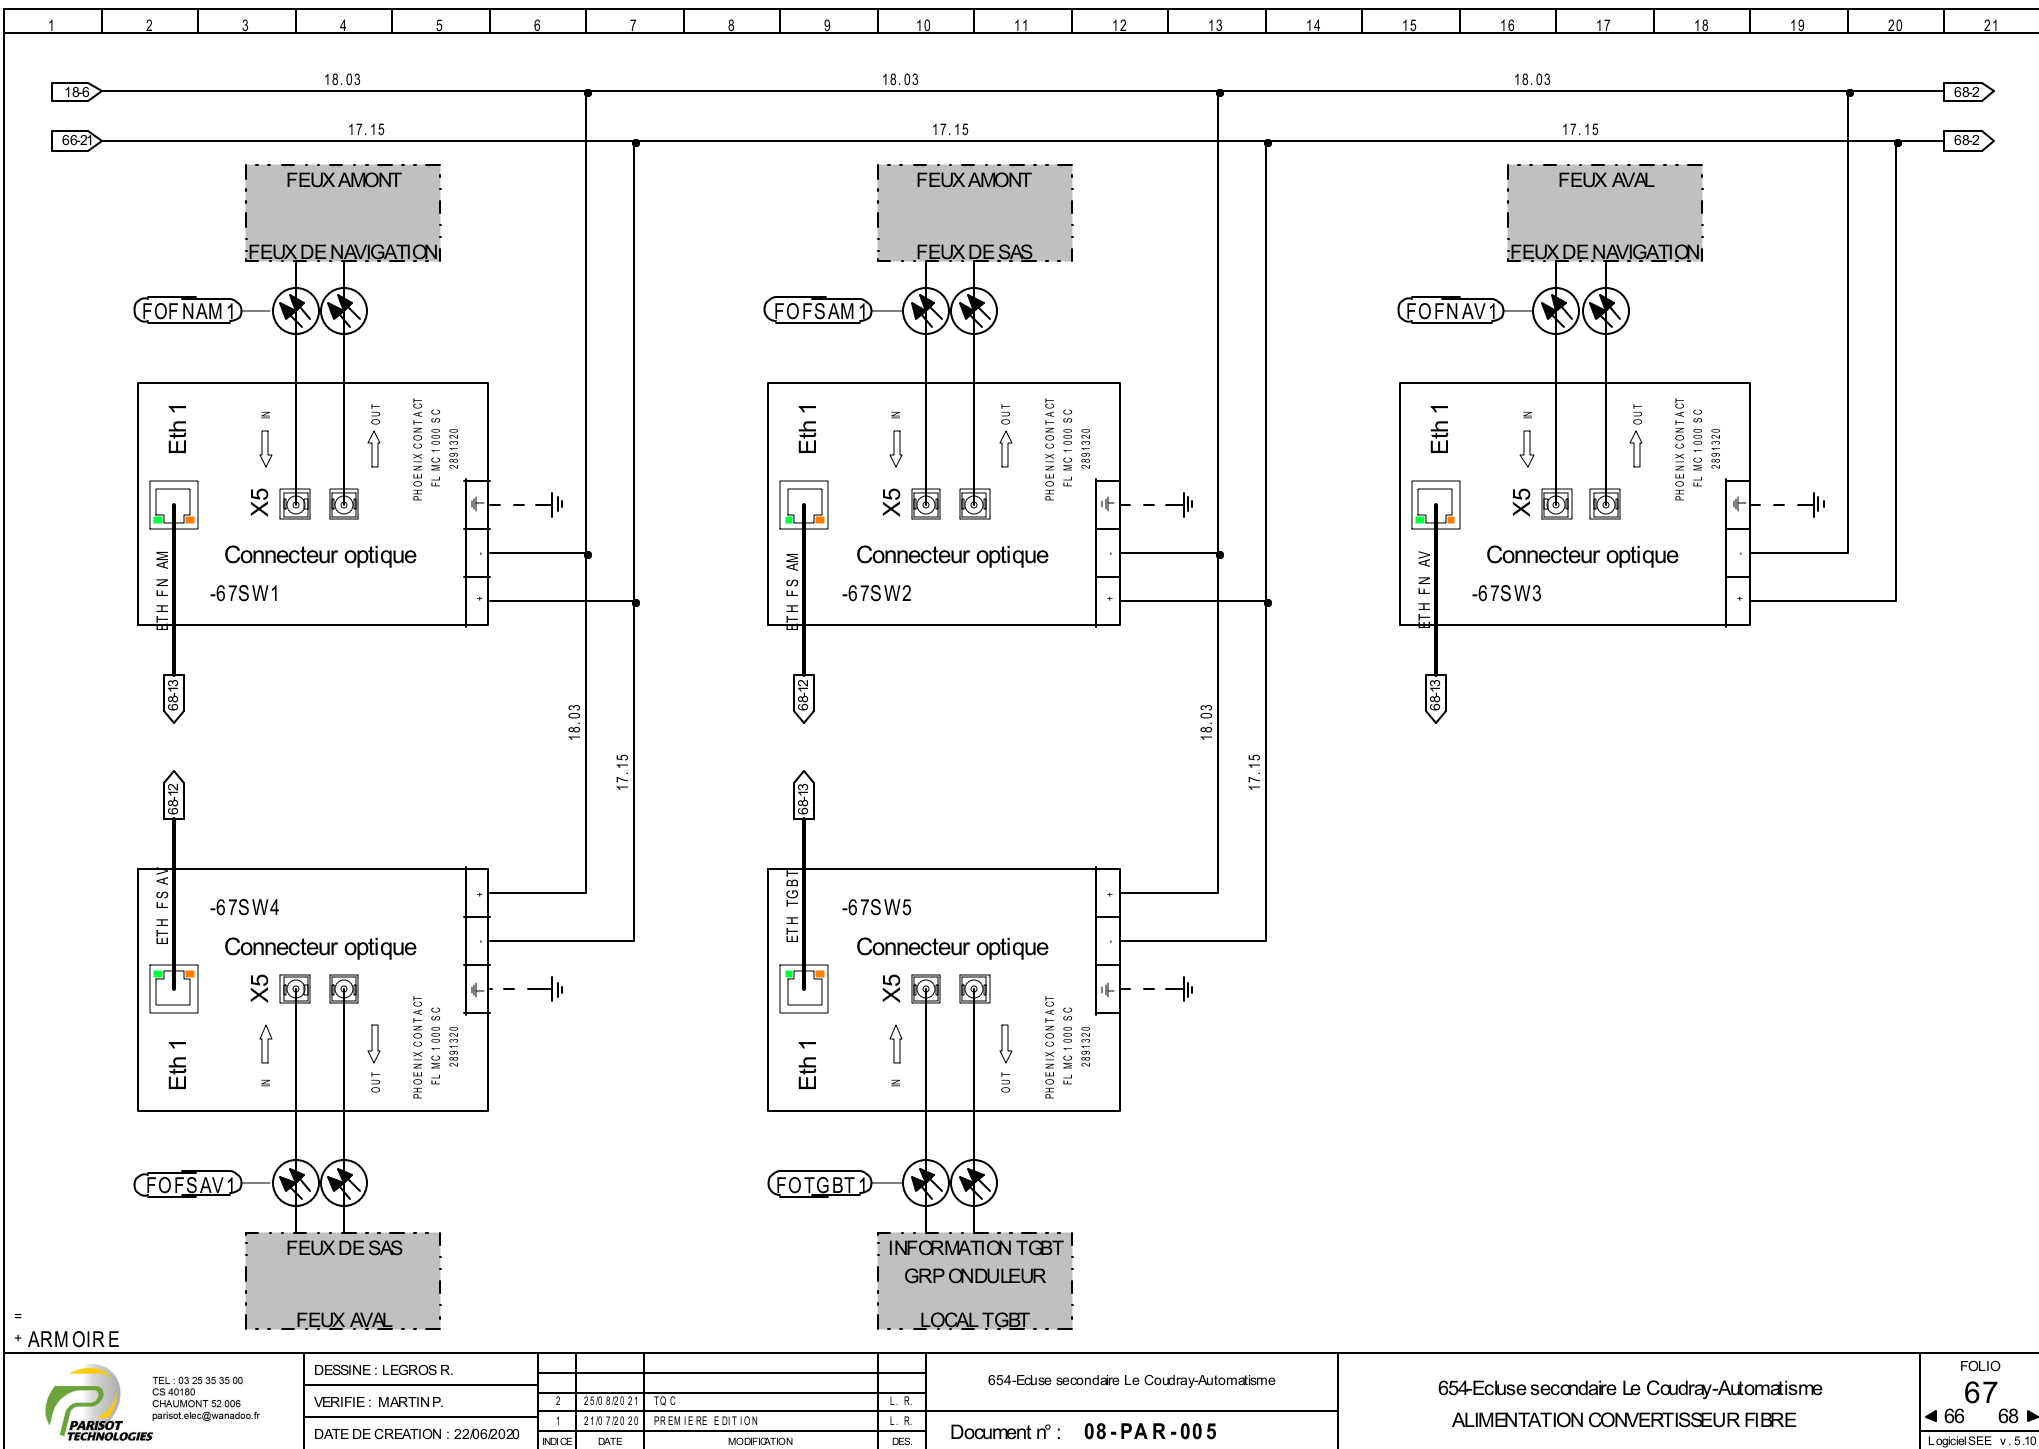 1 2 3 4 5 6 7 8 9 10 11 12 13 14 15 16 17 18 19 20 21
18-6 18.03 18.03 18.03 68-2
66-21 17.15 17.15 17.15 68-2
FEUX AMONT
FEUX DE NAVIGATION
FEUX AMONT
FEUX DE SAS
FEUX AVAL
FEUX DE NAVIGATION
FOFNAM1
FOFSAM1
FOFNAV1
Eth 1
IN
OUT
PHOENIX CONTACT
FL MC 1000 SC
2891320
X5
Connecteur optique
-
+
-67SW1
ETH FN AM
68-13
Eth 1
IN
OUT
PHOENIX CONTACT
FL MC 1000 SC
2891320
X5
Connecteur optique
-
+
-67SW2
ETH FS AM
68-12
Eth 1
IN
OUT
PHOENIX CONTACT
FL MC 1000 SC
2891320
X5
Connecteur optique
-
+
-67SW3
ETH FN AV
68-13
18.03
17.15
18.03
17.15
68-12
ETH FS AV
-67SW4
+
-
Connecteur optique
X5
Eth 1
IN
OUT
PHOENIX CONTACT
FL MC 1000 SC
2891320
68-13
ETH TGBT
-67SW5
+
-
Connecteur optique
X5
Eth 1
IN
OUT
PHOENIX CONTACT
FL MC 1000 SC
2891320
FOFSAV1
FOTGBT1
FEUX DE SAS
FEUX AVAL
INFORMATION TGBT
GRP ONDULEUR
LOCAL TGBT
=
+ ARMOIRE
PARISOT
TECHNOLOGIES
TEL : 03 25 35 35 00
CS 40180
CHAUMONT 52 006
parisot.elec@wanadoo.fr
DESSINE : LEGROS R.
VERIFIE : MARTIN P.
DATE DE CREATION : 22/06/2020
2 25/08/2021 TQC L. R.
1 21/07/2020 PREMIERE EDITION L. R.
INDICE DATE MODIFICATION DES.
654-Ecluse secondaire Le Coudray-Automatisme
Document n° : 08-PAR-005
654-Ecluse secondaire Le Coudray-Automatisme
ALIMENTATION CONVERTISSEUR FIBRE
FOLIO
67
66 68
Logiciel SEE v. 5.10